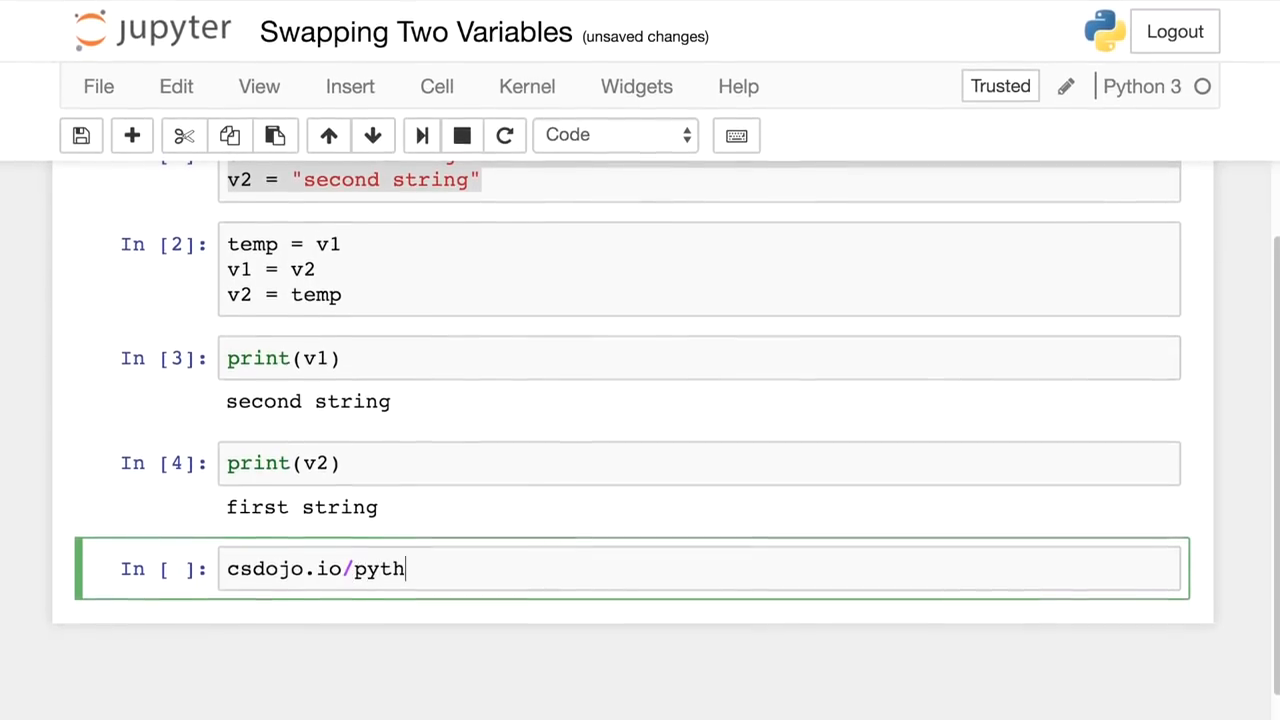 jupyter Swapping Two Variables (unsaved changes) Logout
File Edit View Insert Cell Kernel Widgets Help Trusted Python 3
Code
v2 = "second string"
In [2]: temp = v1
v1 = v2
v2 = temp
In [3]: print(v1)
second string
In [4]: print(v2)
first string
In [ ]: csdojo.io/pyth